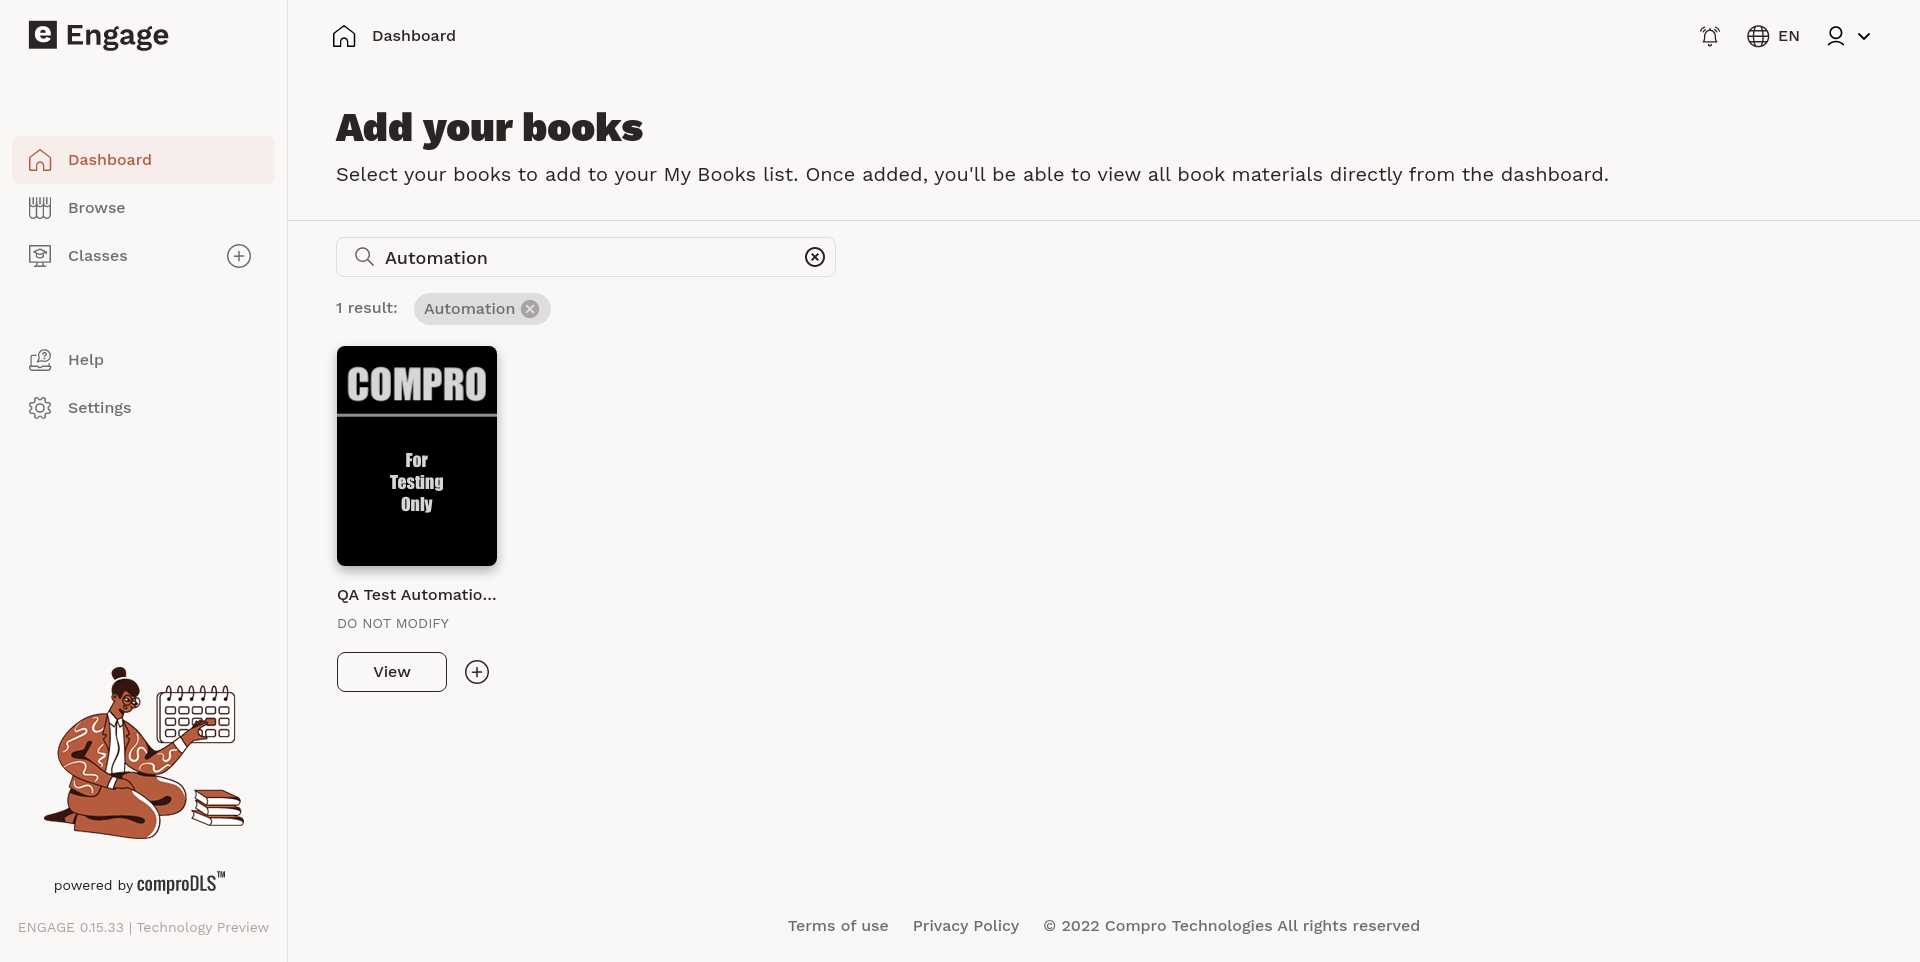 e Engage
Dashboard
EN
Dashboard
Browse
Classes
Help
Settings
Add your books
Select your books to add to your My Books list. Once added, you'll be able to view all book materials directly from the dashboard.
Automation
1 result: Automation
COMPRO
For
Testing
Only
QA Test Automatio...
DO NOT MODIFY
View
powered by comproDLS™
ENGAGE 0.15.33 | Technology Preview
Terms of use Privacy Policy © 2022 Compro Technologies All rights reserved